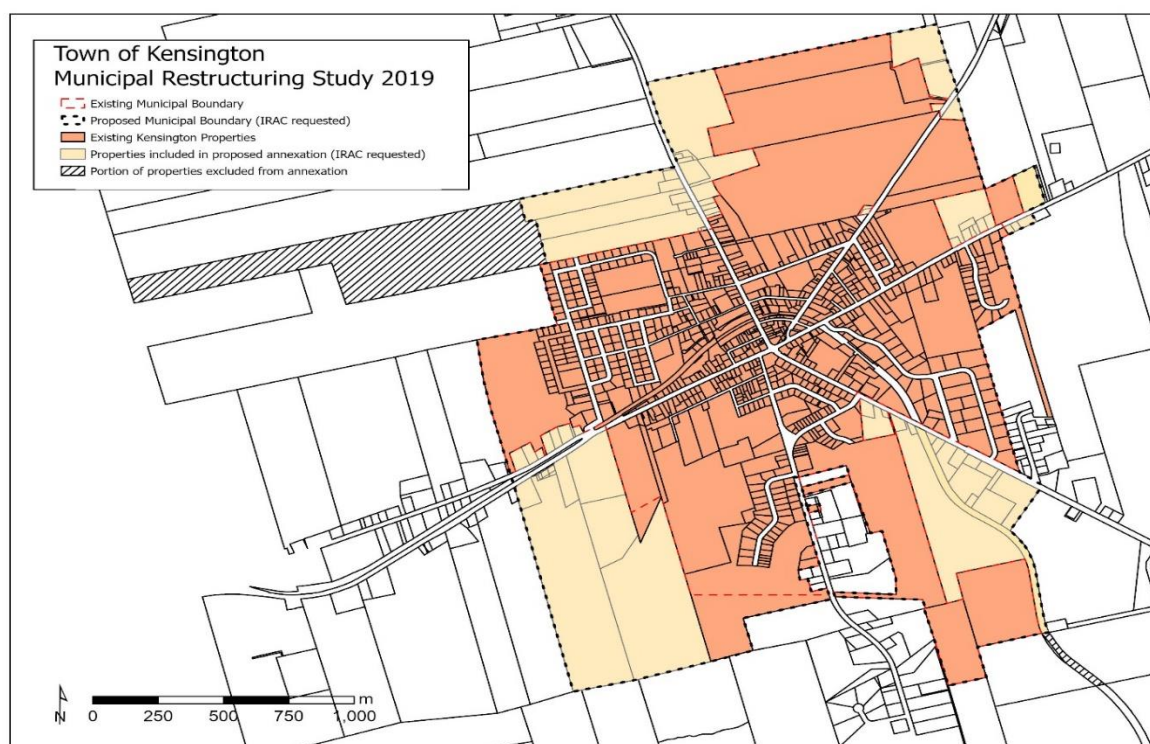 Town of Kensington
Municipal Restructuring Study 2019
Existing Municipal Boundary
Proposed Municipal Boundary (IRAC requested)
Existing Kensington Properties
Properties included in proposed annexation (IRAC requested)
Portion of properties excluded from annexation
N
0 250 500 750 1,000 m